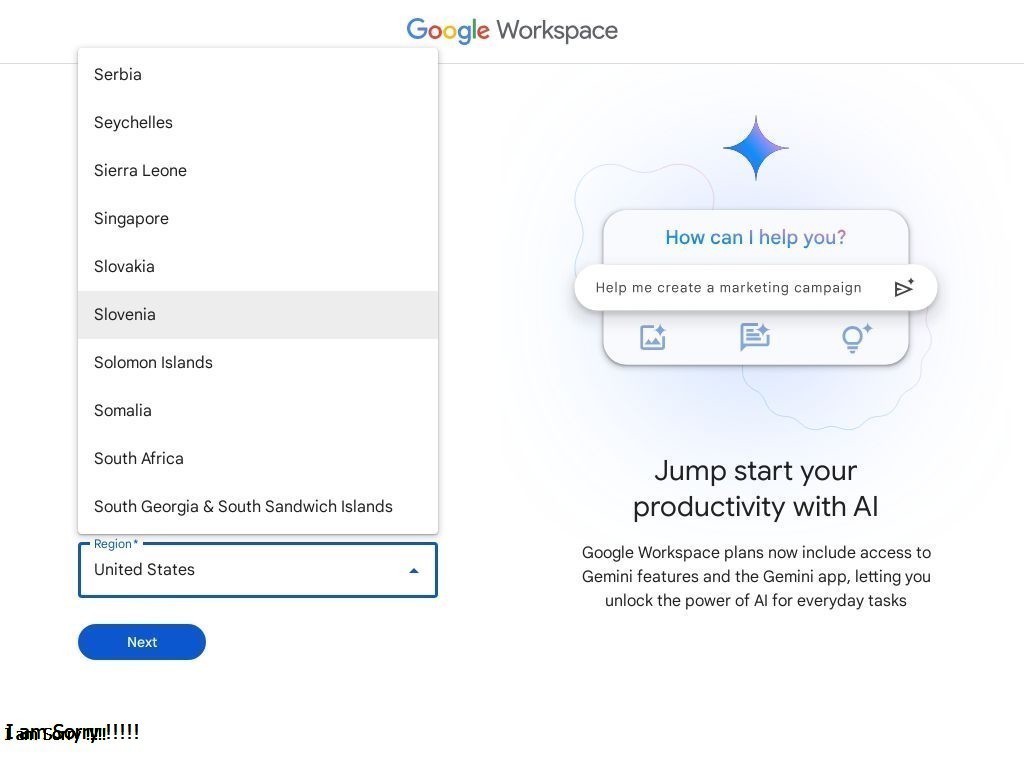 Google Workspace
Serbia
Seychelles
Sierra Leone
Singapore
Slovakia
Slovenia
Solomon Islands
Somalia
South Africa
South Georgia & South Sandwich Islands
Region*
United States
Next
How can I help you?
Help me create a marketing campaign
Jump start your
productivity with AI
Google Workspace plans now include access to
Gemini features and the Gemini app, letting you
unlock the power of AI for everyday tasks
I am Sorry !!!!!
I am Sorry !!!!